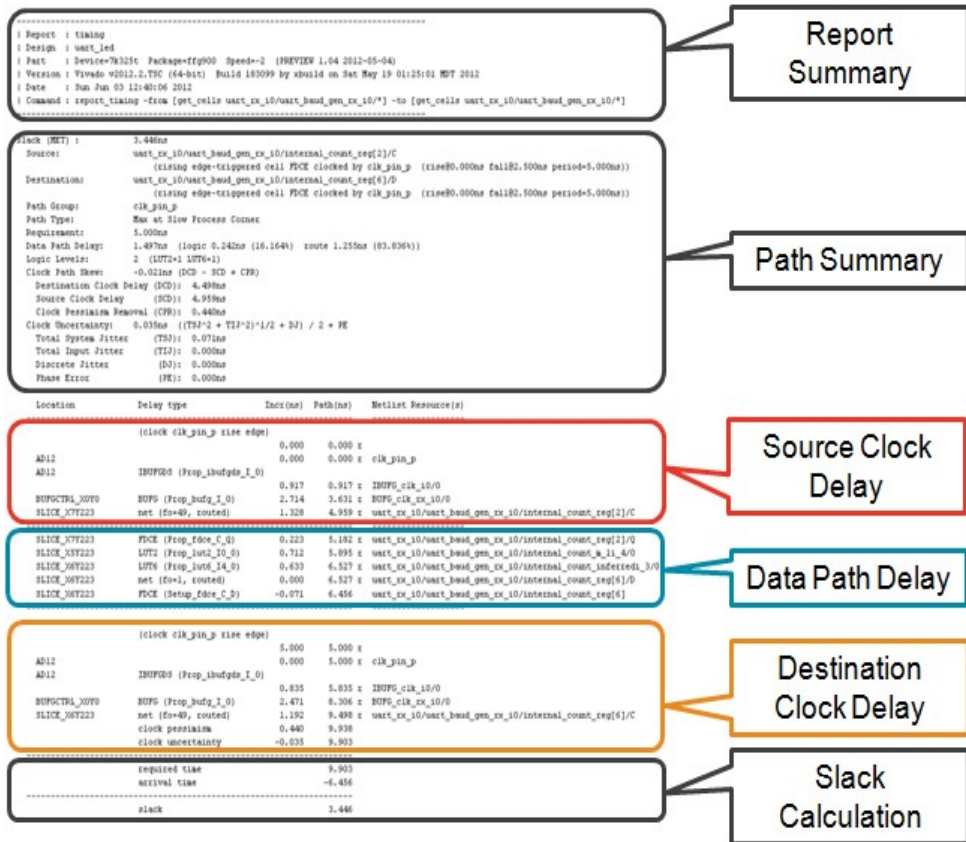 | Report : timing
| Design : uart_led
| Part : Device=7k325t Package=ffg900 Speed=-2 (PREVIEW 1.04 2012-05-04)
| Version : Vivado v2012.2.TSC (64-bit) Build 183099 by xbuild on Sat May 19 01:25:01 MDT 2012
| Date : Sun Jun 03 12:40:06 2012
| Command : report_timing -from [get_cells uart_rx_i0/uart_baud_gen_rx_i0/*] -to [get_cells uart_rx_i0/uart_baud_gen_rx_i0/*]
Report
Summary
Slack (MET) : 3.446ns
Source: uart_rx_i0/uart_baud_gen_rx_i0/internal_count_reg[2]/C
(rising edge-triggered cell FDCE clocked by clk_pin_p (rise@0.000ns fall@2.500ns period=5.000ns))
Destination: uart_rx_i0/uart_baud_gen_rx_i0/internal_count_reg[6]/D
(rising edge-triggered cell FDCE clocked by clk_pin_p (rise@0.000ns fall@2.500ns period=5.000ns))
Path Group: clk_pin_p
Path Type: Max at Slow Process Corner
Requirement: 5.000ns
Data Path Delay: 1.497ns (logic 0.242ns (16.164%) route 1.255ns (83.836%))
Logic Levels: 2 (LUT2=1 LUT6=1)
Clock Path Skew: -0.021ns (DCD - SCD + CPR)
Destination Clock Delay (DCD): 4.498ns
Source Clock Delay (SCD): 4.959ns
Clock Pessimism Removal (CPR): 0.440ns
Clock Uncertainty: 0.035ns ((TSJ^2 + TIJ^2)^1/2 + DJ) / 2 + PE
Total System Jitter (TSJ): 0.071ns
Total Input Jitter (TIJ): 0.000ns
Discrete Jitter (DJ): 0.000ns
Phase Error (PE): 0.000ns
Path Summary
Location Delay type Incr(ns) Path(ns) Netlist Resource(s)
(clock clk_pin_p rise edge)
0.000 0.000 r
AD12 0.000 0.000 r clk_pin_p
AD12 IBUFGDS (Prop_ibufgds_I_O)
0.917 0.917 r IBUFG_clk_i0/O
BUFGCTRL_X0Y0 BUFG (Prop_bufg_I_O) 2.714 3.631 r BUFG_clk_rx_i0/O
SLICE_X7Y223 net (fo=49, routed) 1.328 4.959 r uart_rx_i0/uart_baud_gen_rx_i0/internal_count_reg[2]/C
Source Clock
Delay
SLICE_X7Y223 FDCE (Prop_fdce_C_Q) 0.223 5.182 r uart_rx_i0/uart_baud_gen_rx_i0/internal_count_reg[2]/Q
SLICE_X5Y223 LUT2 (Prop_lut2_I0_O) 0.712 5.895 r uart_rx_i0/uart_baud_gen_rx_i0/internal_count_m_li_4/O
SLICE_X6Y223 LUT6 (Prop_lut6_I4_O) 0.633 6.527 r uart_rx_i0/uart_baud_gen_rx_i0/internal_count_inferredi_3/O
SLICE_X6Y223 net (fo=1, routed) 0.000 6.527 r uart_rx_i0/uart_baud_gen_rx_i0/internal_count_reg[6]/D
SLICE_X6Y223 FDCE (Setup_fdce_C_D) -0.071 6.456 uart_rx_i0/uart_baud_gen_rx_i0/internal_count_reg[6]
Data Path Delay
(clock clk_pin_p rise edge)
5.000 5.000 r
AD12 0.000 5.000 r clk_pin_p
AD12 IBUFGDS (Prop_ibufgds_I_O)
0.835 5.835 r IBUFG_clk_i0/O
BUFGCTRL_X0Y0 BUFG (Prop_bufg_I_O) 2.471 8.306 r BUFG_clk_rx_i0/O
SLICE_X6Y223 net (fo=49, routed) 1.192 9.498 r uart_rx_i0/uart_baud_gen_rx_i0/internal_count_reg[6]/C
clock pessimism 0.440 9.938
clock uncertainty -0.035 9.903
Destination
Clock Delay
required time 9.903
arrival time -6.456
slack 3.446
Slack
Calculation